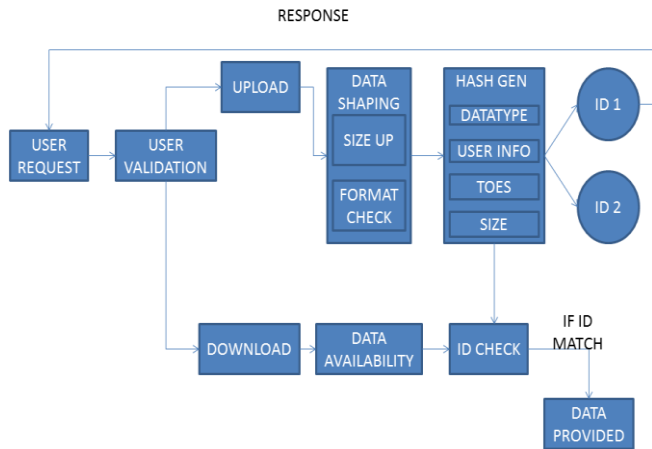 RESPONSE
UPLOAD
DATA
SHAPING
SIZE UP
FORMAT
CHECK
HASH GEN
DATATYPE
USER INFO
TOES
SIZE
ID 1
ID 2
USER
REQUEST
USER
VALIDATION
DOWNLOAD
DATA
AVAILABILITY
ID CHECK
IF ID
MATCH
DATA
PROVIDED